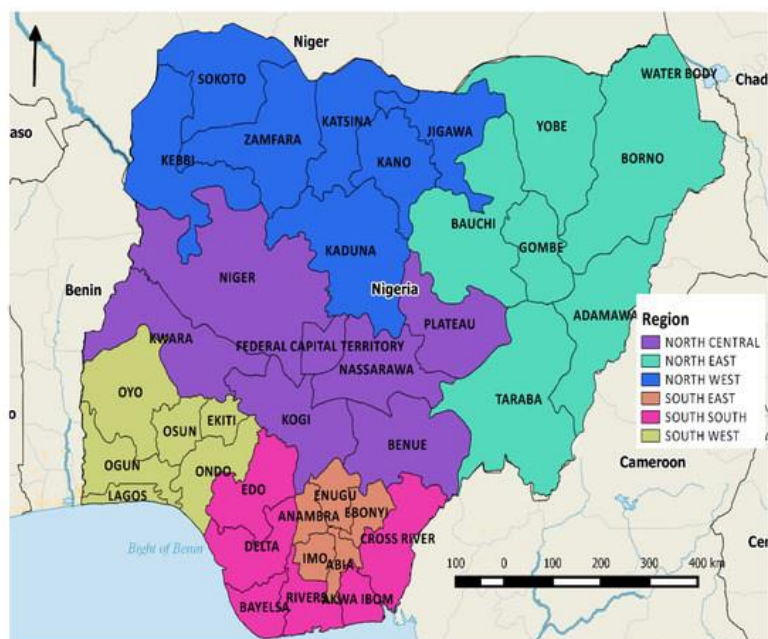 Niger
SOKOTO
WATER BODY
Chad
KATSINA
ZAMFARA
JIGAWA
YOBE
aso
KEBBI
KANO
BORNO
BAUCHI
GOMBE
KADUNA
NIGER
Nigeria
Benin
ADAMAWA
PLATEAU
KWARA
FEDERAL CAPITAL TERRITORY
NASSARAWA
TARABA
OYO
KOGI
EKITI
OSUN
BENUE
OGUN
ONDO
LAGOS
EDO
ENUGU
ANAMBRA
EBONYI
Cameroon
CROSS RIVER
DELTA
Bight of Benin
IMO
ABIA
BAYELSA
RIVERS
AKWA IBOM
Cen
Region
NORTH CENTRAL
NORTH EAST
NORTH WEST
SOUTH EAST
SOUTH SOUTH
SOUTH WEST
100 0 100 200 300 400 km